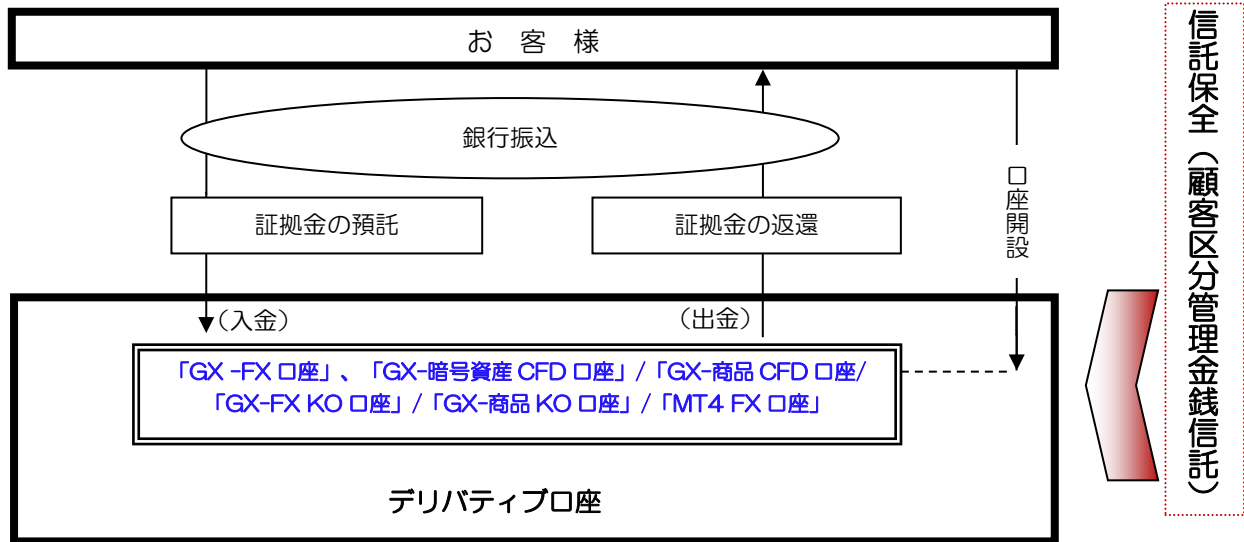 お 客 様
銀行振込
証拠金の預託
証拠金の返還
口座開設
（入金）
（出金）
「GX -FX 口座」、「GX-暗号資産 CFD 口座」/「GX-商品 CFD 口座/
「GX-FX KO 口座」/「GX-商品 KO 口座」/「MT4 FX 口座」
デリバティブ口座
信託保全（顧客区分管理金銭信託）